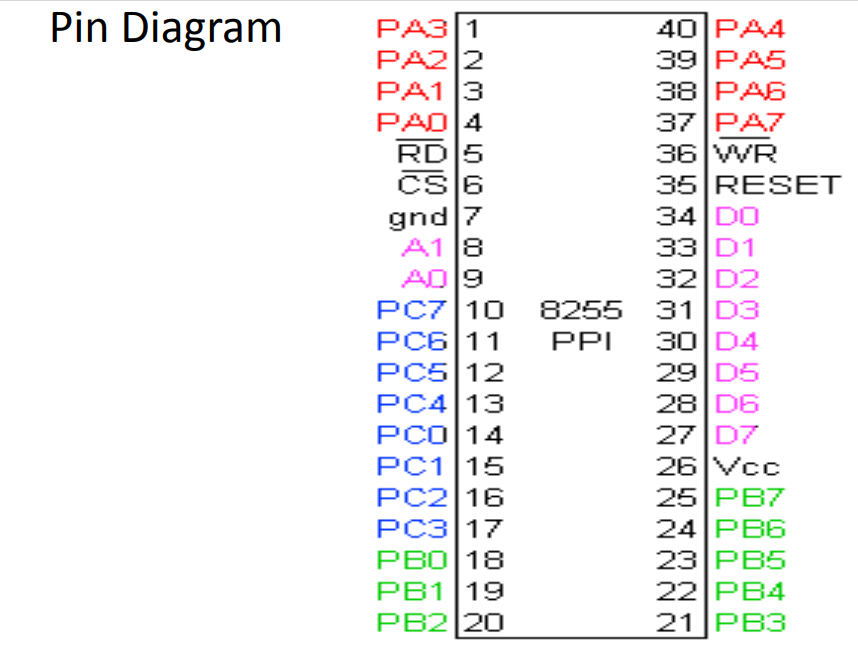 Pin Diagram
PA3 1 40 PA4
PA2 2 39 PA5
PA1 3 38 PA6
PA0 4 37 PA7
RD 5 36 WR
CS 6 35 RESET
gnd 7 34 D0
A1 8 33 D1
A0 9 32 D2
PC7 10 8255 31 D3
PC6 11 PPI 30 D4
PC5 12 29 D5
PC4 13 28 D6
PC0 14 27 D7
PC1 15 26 Vcc
PC2 16 25 PB7
PC3 17 24 PB6
PB0 18 23 PB5
PB1 19 22 PB4
PB2 20 21 PB3